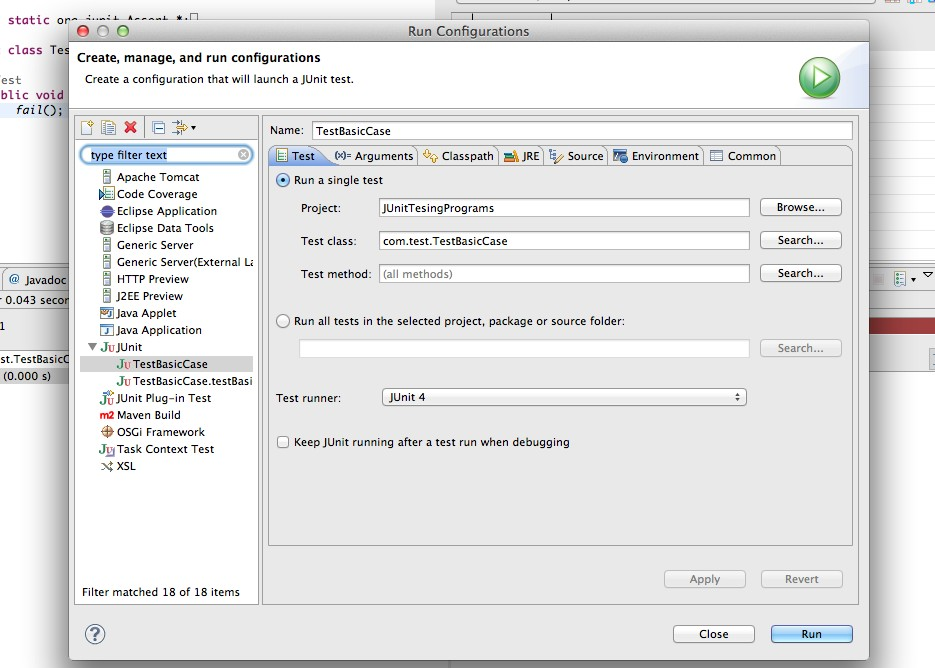 static org.junit.Assert.*;
Run Configurations
class Tes
Create, manage, and run configurations
Create a configuration that will launch a JUnit test.
est
blic void
fail();
Name: TestBasicCase
type filter text
Test (x)= Arguments Classpath JRE Source Environment Common
Apache Tomcat
Code Coverage
Eclipse Application
Eclipse Data Tools
Generic Server
Generic Server(External La
HTTP Preview
J2EE Preview
Java Applet
Java Application
Ju JUnit
Ju TestBasicCase
Ju TestBasicCase.testBasi
JUnit Plug-in Test
m2 Maven Build
OSGi Framework
Task Context Test
XSL
Filter matched 18 of 18 items
Run a single test
Project: JUnitTesingPrograms Browse...
Test class: com.test.TestBasicCase Search...
Test method: (all methods) Search...
Run all tests in the selected project, package or source folder:
Search...
Test runner: JUnit 4
Keep JUnit running after a test run when debugging
Apply Revert
? Close Run
@ Javadoc
r 0.043 secon
1
st.TestBasicC
(0.000 s)